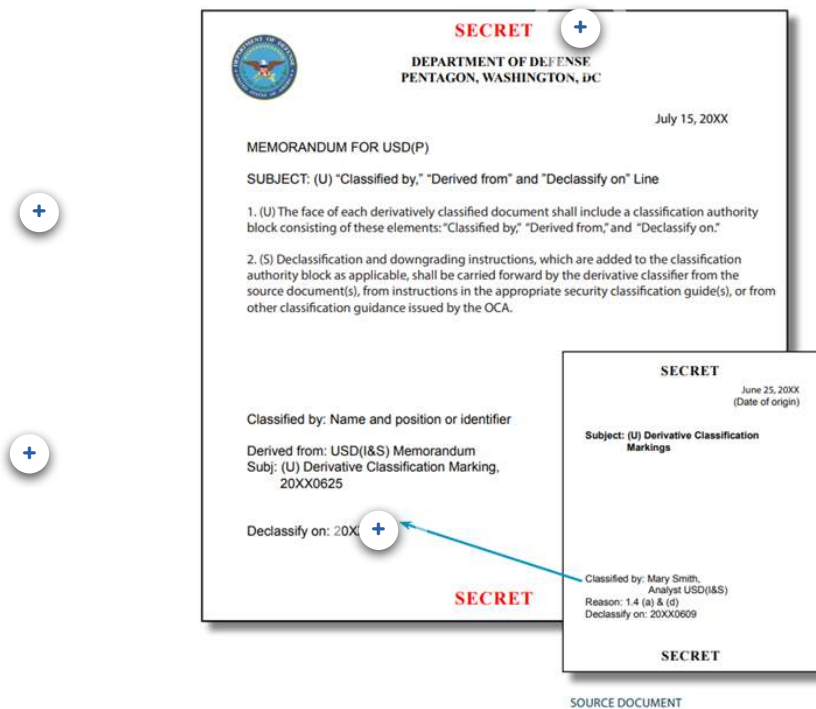 SECRET
DEPARTMENT OF DEFENSE
PENTAGON, WASHINGTON, DC
July 15, 20XX
MEMORANDUM FOR USD(P)
SUBJECT: (U) “Classified by,” “Derived from” and ”Declassify on” Line
1. (U) The face of each derivatively classified document shall include a classification authority
block consisting of these elements: “Classified by,” “Derived from,” and “Declassify on.”
2. (S) Declassification and downgrading instructions, which are added to the classification
authority block as applicable, shall be carried forward by the derivative classifier from the
source document(s), from instructions in the appropriate security classification guide(s), or from
other classification guidance issued by the OCA.
Classified by: Name and position or identifier
Derived from: USD(I&S) Memorandum
Subj: (U) Derivative Classification Marking,
20XX0625
Declassify on:
SECRET
SECRET
June 25, 20XX
(Date of origin)
Subject: (U) Derivative Classification
Markings
Classified by: Mary Smith,
Analyst USD(I&S)
Reason: 1.4 (a) & (d)
Declassify on: 20XX0609
SECRET
SOURCE DOCUMENT